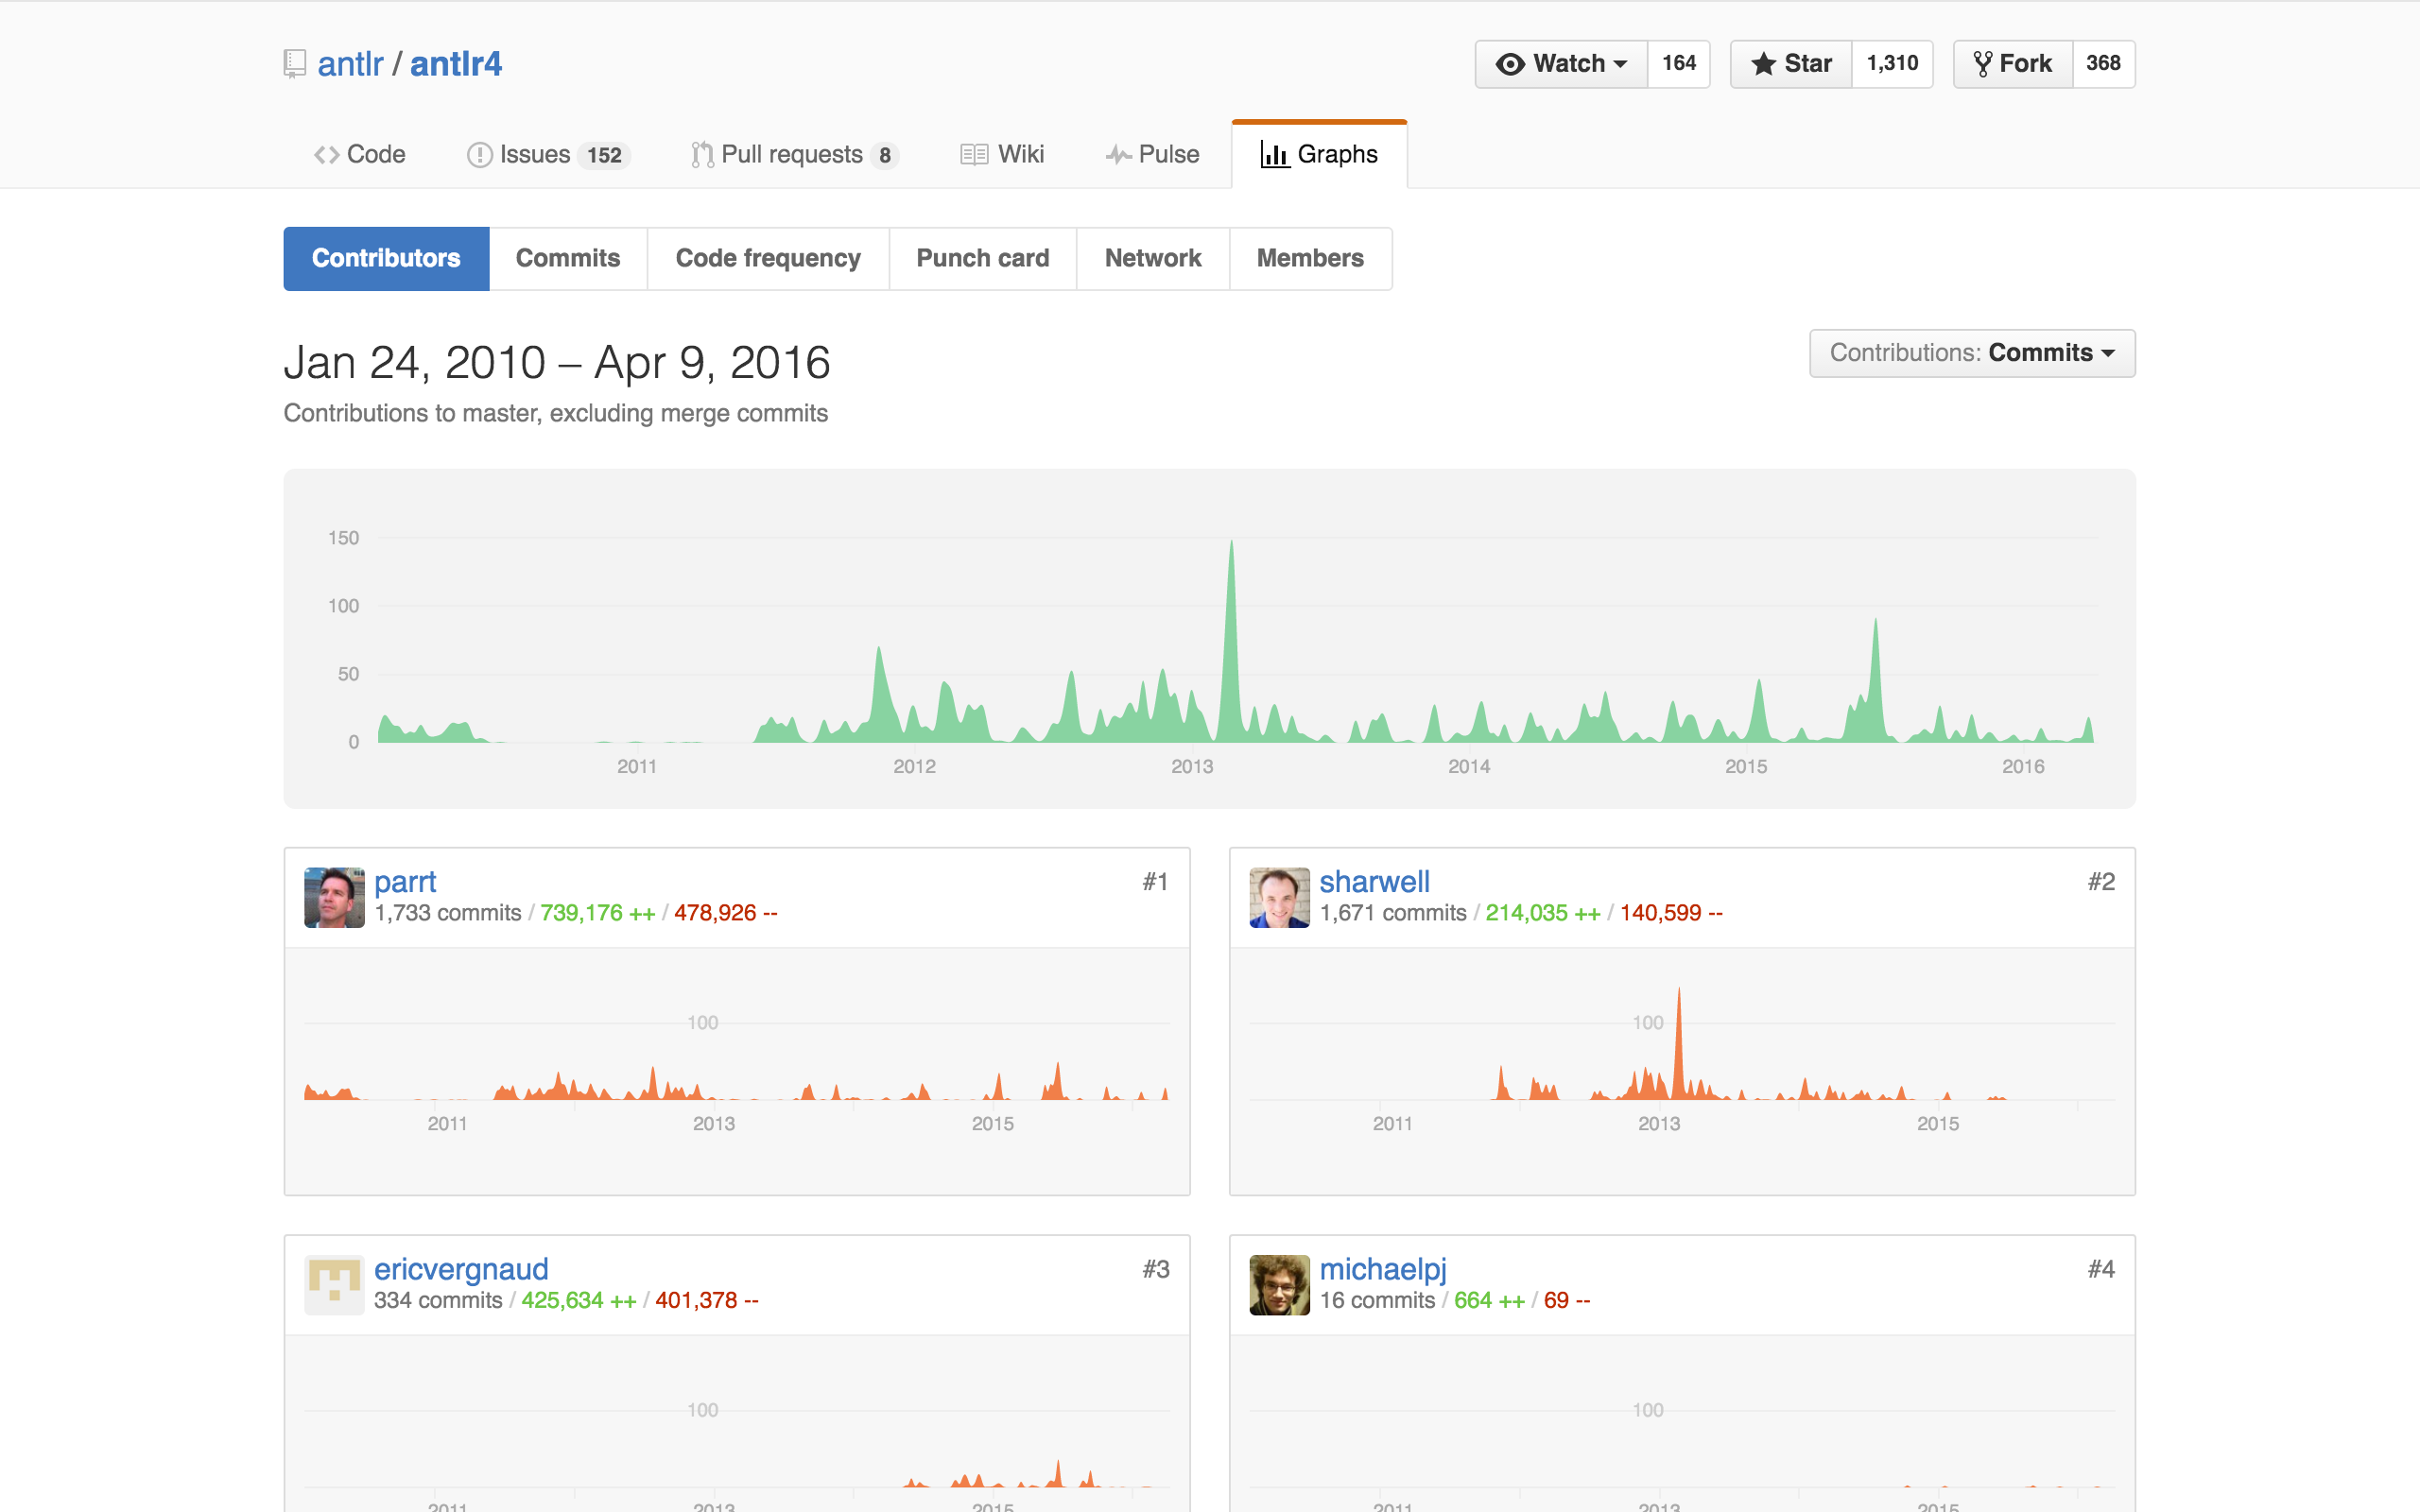 antlr / antlr4
Watch 164 Star 1,310 Fork 368
Code Issues 152 Pull requests 8 Wiki Pulse Graphs
Contributors Commits Code frequency Punch card Network Members
Jan 24, 2010 – Apr 9, 2016
Contributions: Commits
Contributions to master, excluding merge commits
150
100
50
0
2011 2012 2013 2014 2015 2016
parrt #1
1,733 commits / 739,176 ++ / 478,926 --
100
2011 2013 2015
sharwell #2
1,671 commits / 214,035 ++ / 140,599 --
100
2011 2013 2015
ericvergnaud #3
334 commits / 425,634 ++ / 401,378 --
100
2011 2013 2015
michaelpj #4
16 commits / 664 ++ / 69 --
100
2011 2013 2015